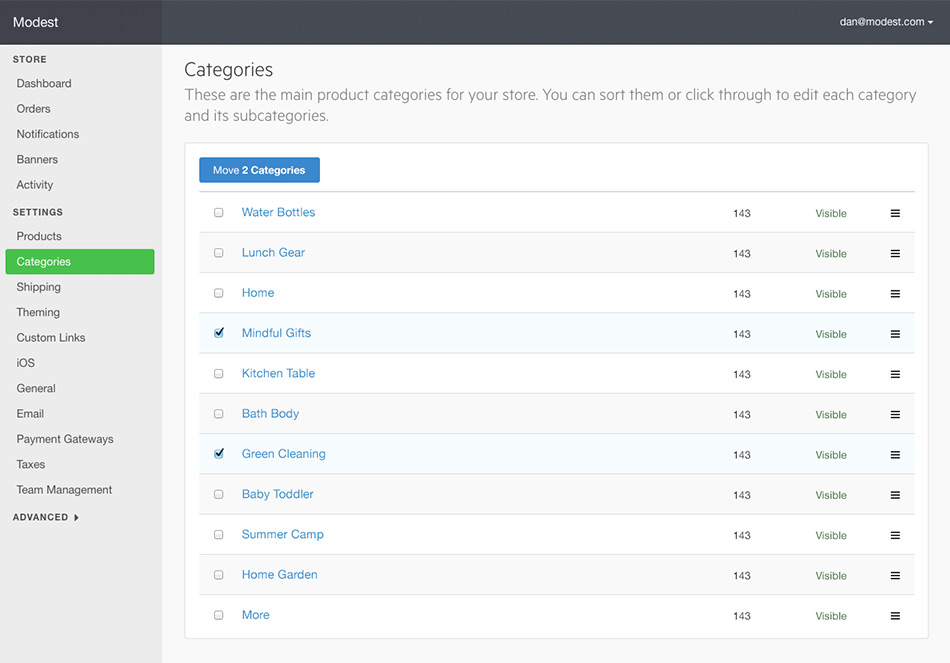 Modest
dan@modest.com
STORE
Dashboard
Orders
Notifications
Banners
Activity
SETTINGS
Products
Categories
Shipping
Theming
Custom Links
iOS
General
Email
Payment Gateways
Taxes
Team Management
ADVANCED
Categories
These are the main product categories for your store. You can sort them or click through to edit each category
and its subcategories.
Move 2 Categories
Water Bottles 143 Visible
Lunch Gear 143 Visible
Home 143 Visible
Mindful Gifts 143 Visible
Kitchen Table 143 Visible
Bath Body 143 Visible
Green Cleaning 143 Visible
Baby Toddler 143 Visible
Summer Camp 143 Visible
Home Garden 143 Visible
More 143 Visible